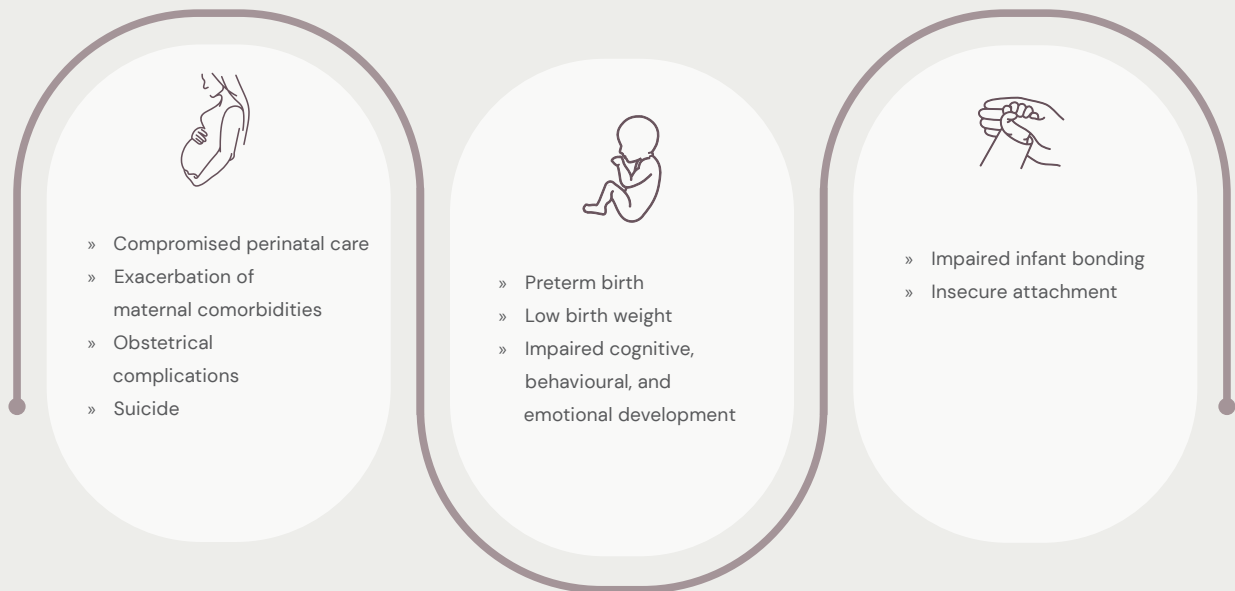 » Compromised perinatal care
» Exacerbation of
maternal comorbidities
» Obstetrical
complications
» Suicide
» Preterm birth
» Low birth weight
» Impaired cognitive,
behavioural, and
emotional development
» Impaired infant bonding
» Insecure attachment